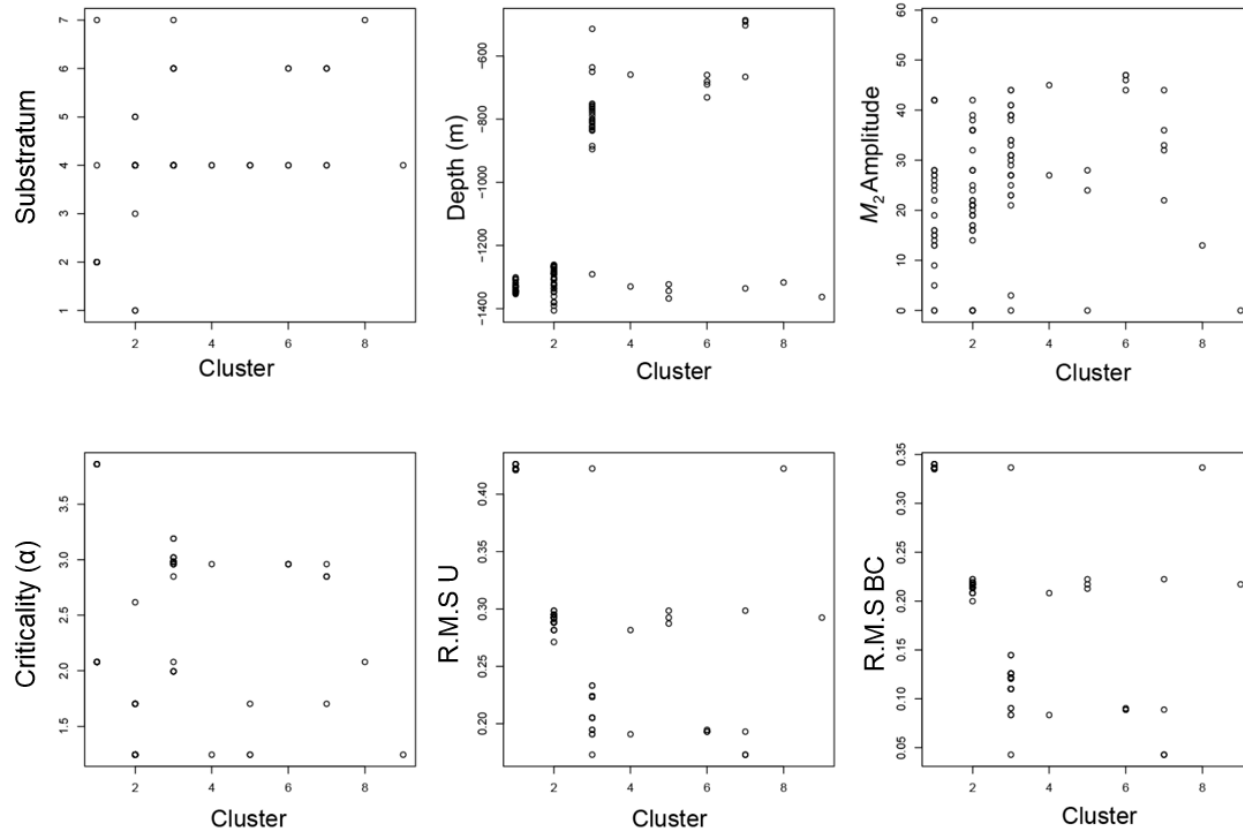 Substratum
7
6
5
4
3
2
1
2 4 6 8
Cluster
Depth (m)
−600
−800
−1000
−1200
−1400
2 4 6 8
Cluster
M₂ Amplitude
60
50
40
30
20
10
0
2 4 6 8
Cluster
Criticality (α)
3.5
3.0
2.5
2.0
1.5
2 4 6 8
Cluster
R.M.S U
0.40
0.35
0.30
0.25
0.20
2 4 6 8
Cluster
R.M.S BC
0.35
0.30
0.25
0.20
0.15
0.10
0.05
2 4 6 8
Cluster